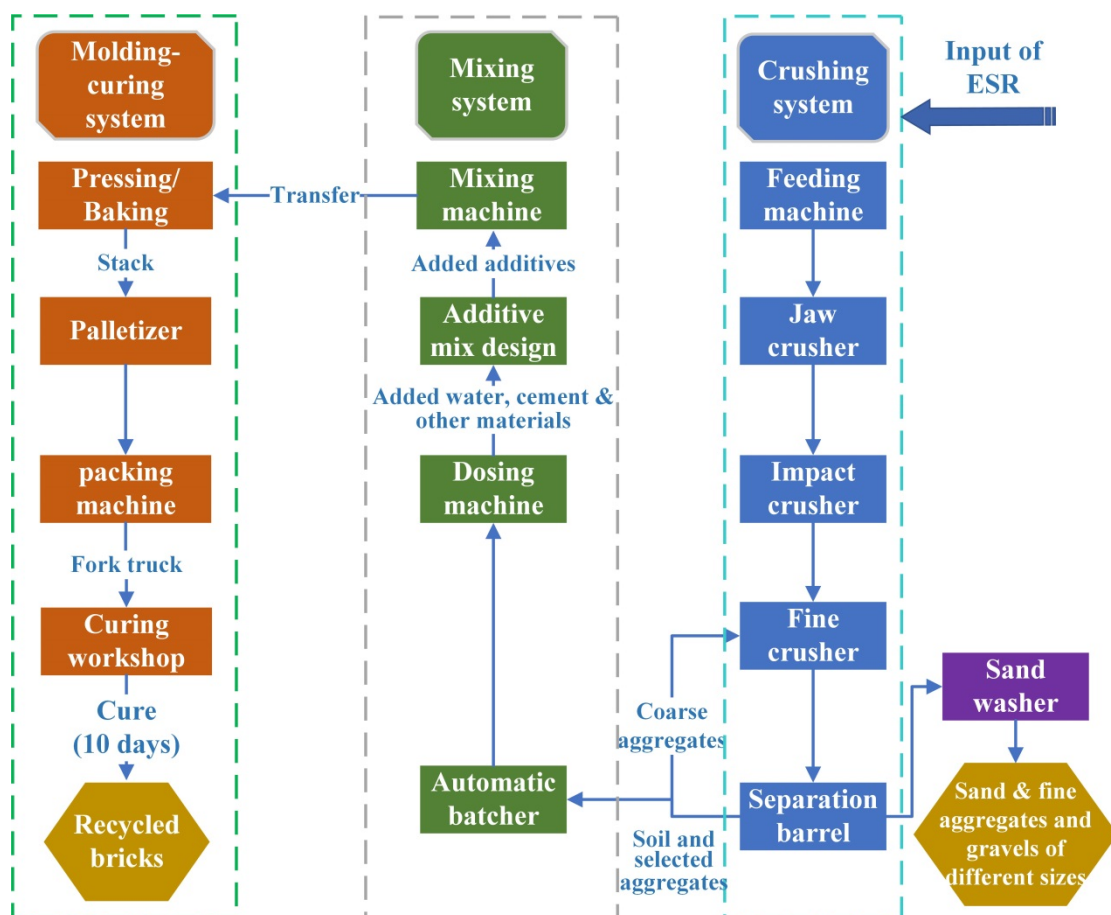 Molding-
curing
system
Pressing/
Baking
Stack
Palletizer
packing
machine
Fork truck
Curing
workshop
Cure
(10 days)
Recycled
bricks
Mixing
system
Transfer
Mixing
machine
Added additives
Additive
mix design
Added water, cement &
other materials
Dosing
machine
Automatic
batcher
Crushing
system
Input of
ESR
Feeding
machine
Jaw
crusher
Impact
crusher
Fine
crusher
Coarse
aggregates
Separation
barrel
Soil and
selected
aggregates
Sand
washer
Sand & fine
aggregates and
gravels of
different sizes